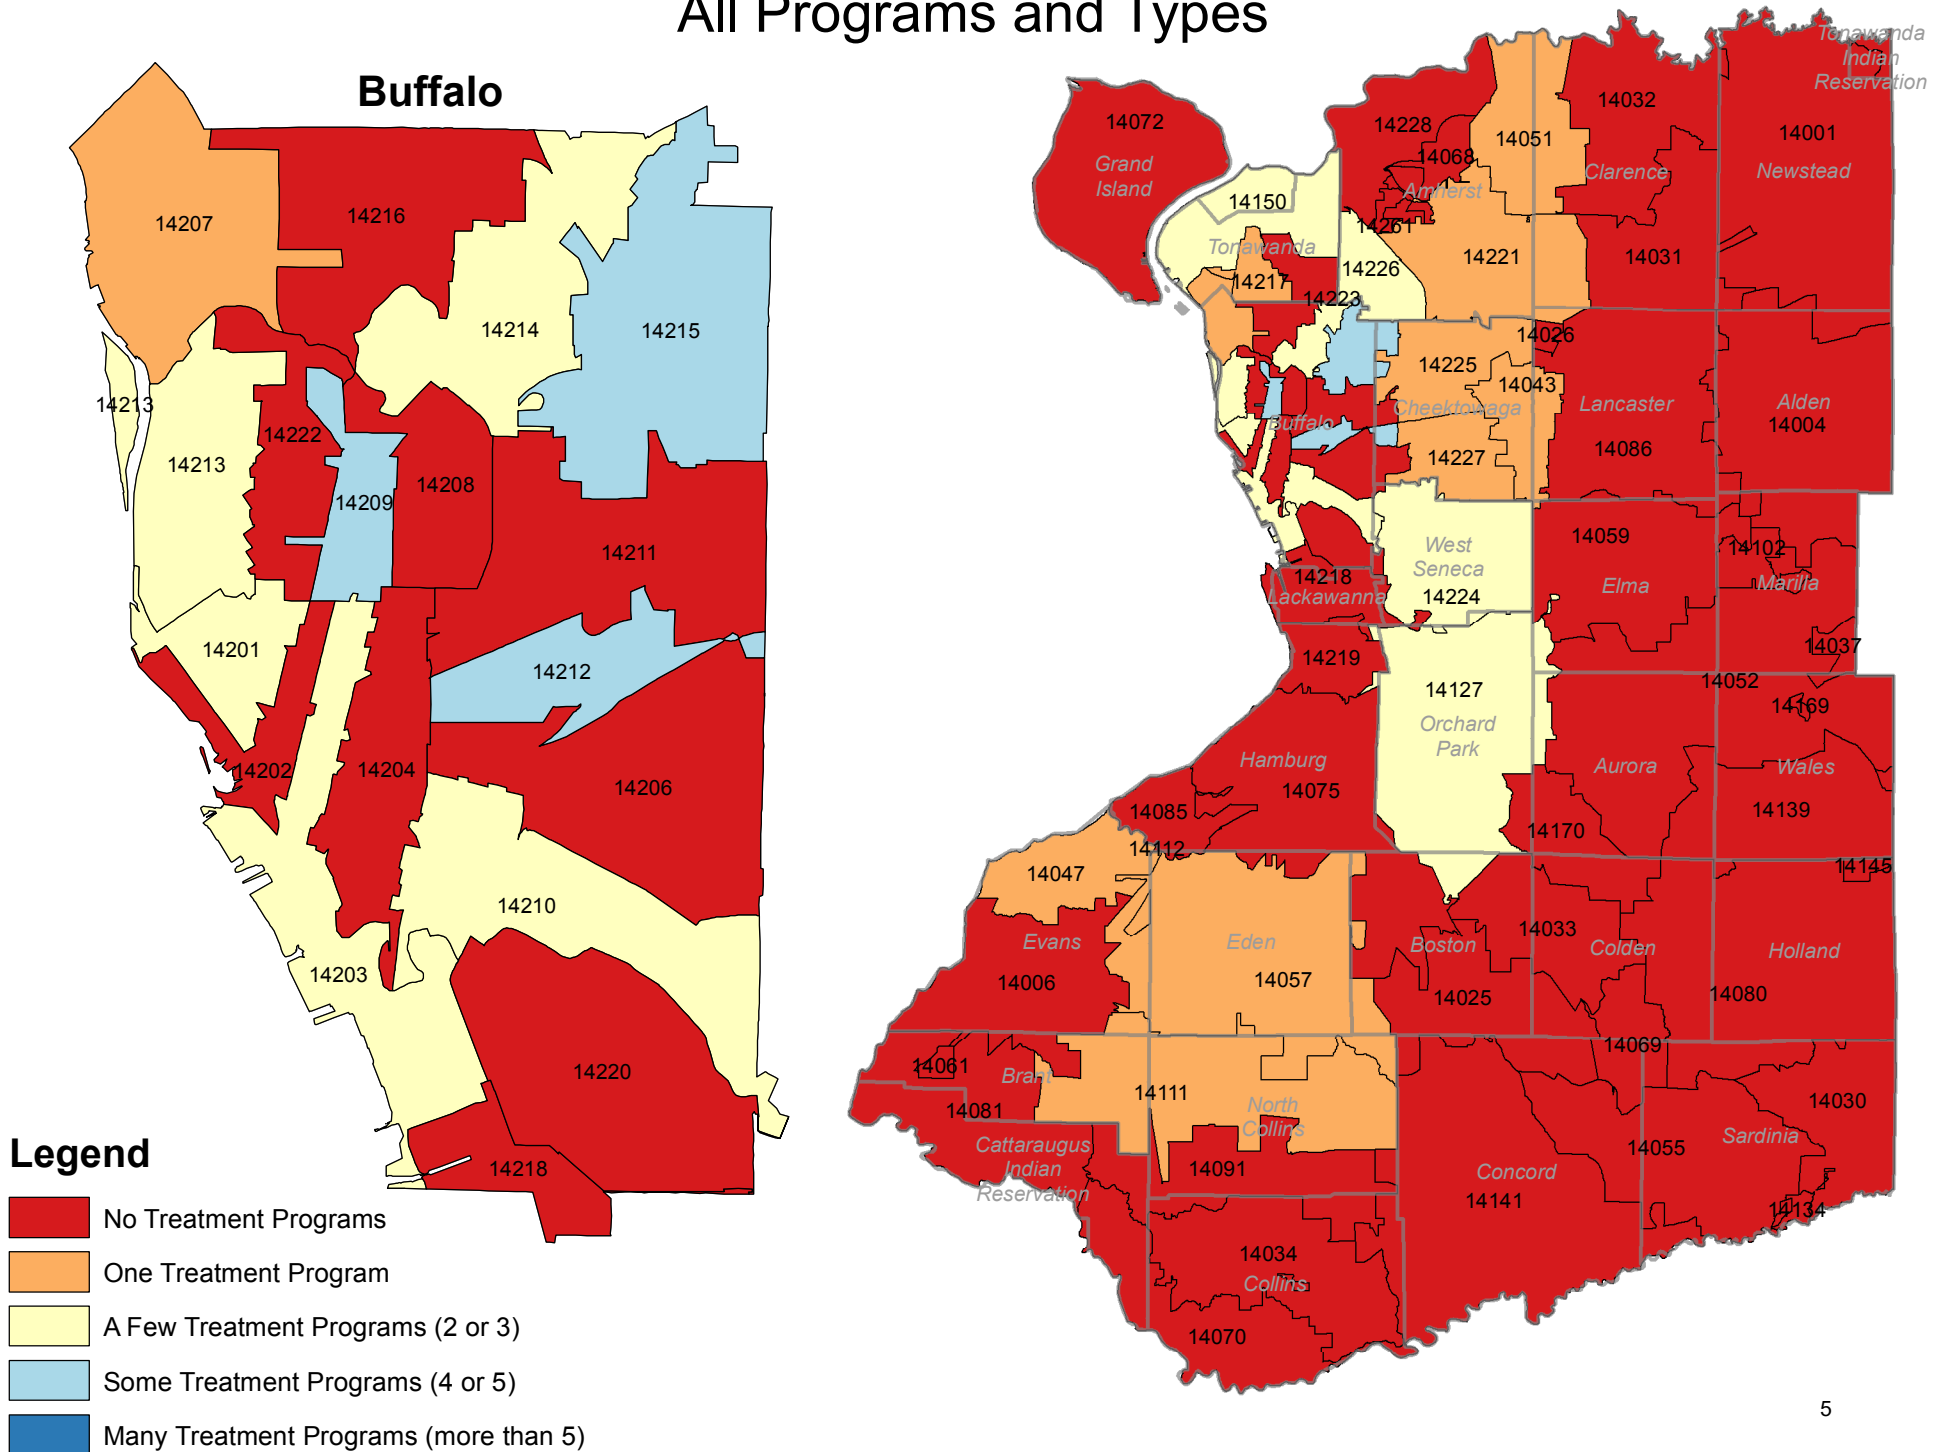 All Programs and Types
Buffalo
14207
14216
14214
14215
14213
14213
14222
14209
14208
14211
14201
14212
14202
14204
14206
14210
14203
14220
14218
Legend
No Treatment Programs
One Treatment Program
A Few Treatment Programs (2 or 3)
Some Treatment Programs (4 or 5)
Many Treatment Programs (more than 5)
Tonawanda
Indian
Reservation
14072
Grand
Island
14228
14068
Amherst
14051
14032
Clarence
14001
Newstead
14150
Tonawanda
14261
14226
14221
14031
14217
14223
14026
14225
14043
Cheektowaga
Lancaster
14086
Alden
14004
Buffalo
14227
West
Seneca
14224
14059
Elma
14102
Marilla
14037
14218
Lackawanna
14219
14127
Orchard
Park
14052
14169
Hamburg
14075
14085
Aurora
Wales
14139
14170
14112
14145
14047
Evans
14006
Eden
14057
Boston
14025
14033
Colden
Holland
14080
14069
14061
Brant
14081
14111
North
Collins
14030
Sardinia
14055
Cattaraugus
Indian
Reservation
14091
Concord
14141
14134
14034
Collins
14070
5